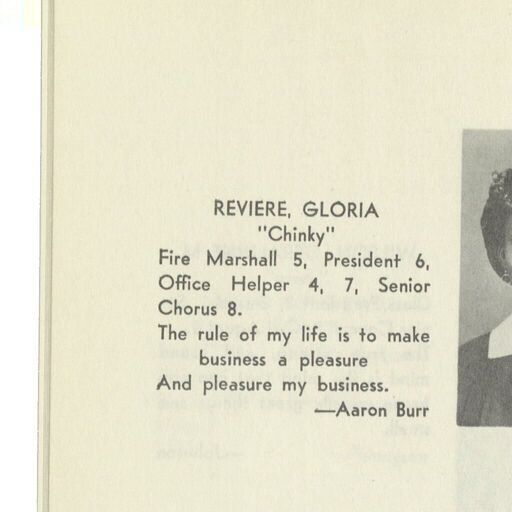 REVIERE, GLORIA
"Chinky"
Fire Marshall 5, President 6,
Office Helper 4, 7, Senior
Chorus 8.
The rule of my life is to make
business a pleasure
And pleasure my business.
—Aaron Burr